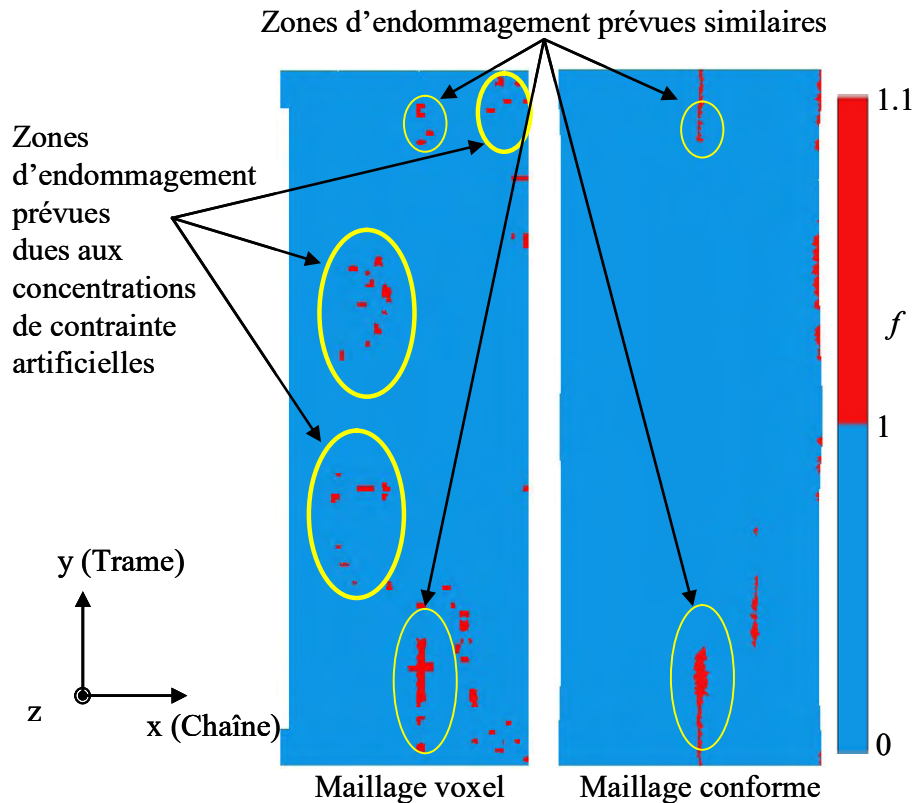 Zones d’endommagement prévues similaires
Zones
d’endommagement
prévues
dues aux
concentrations
de contrainte
artificielles
1.1
f
1
0
y (Trame)
z
x (Chaîne)
Maillage voxel
Maillage conforme